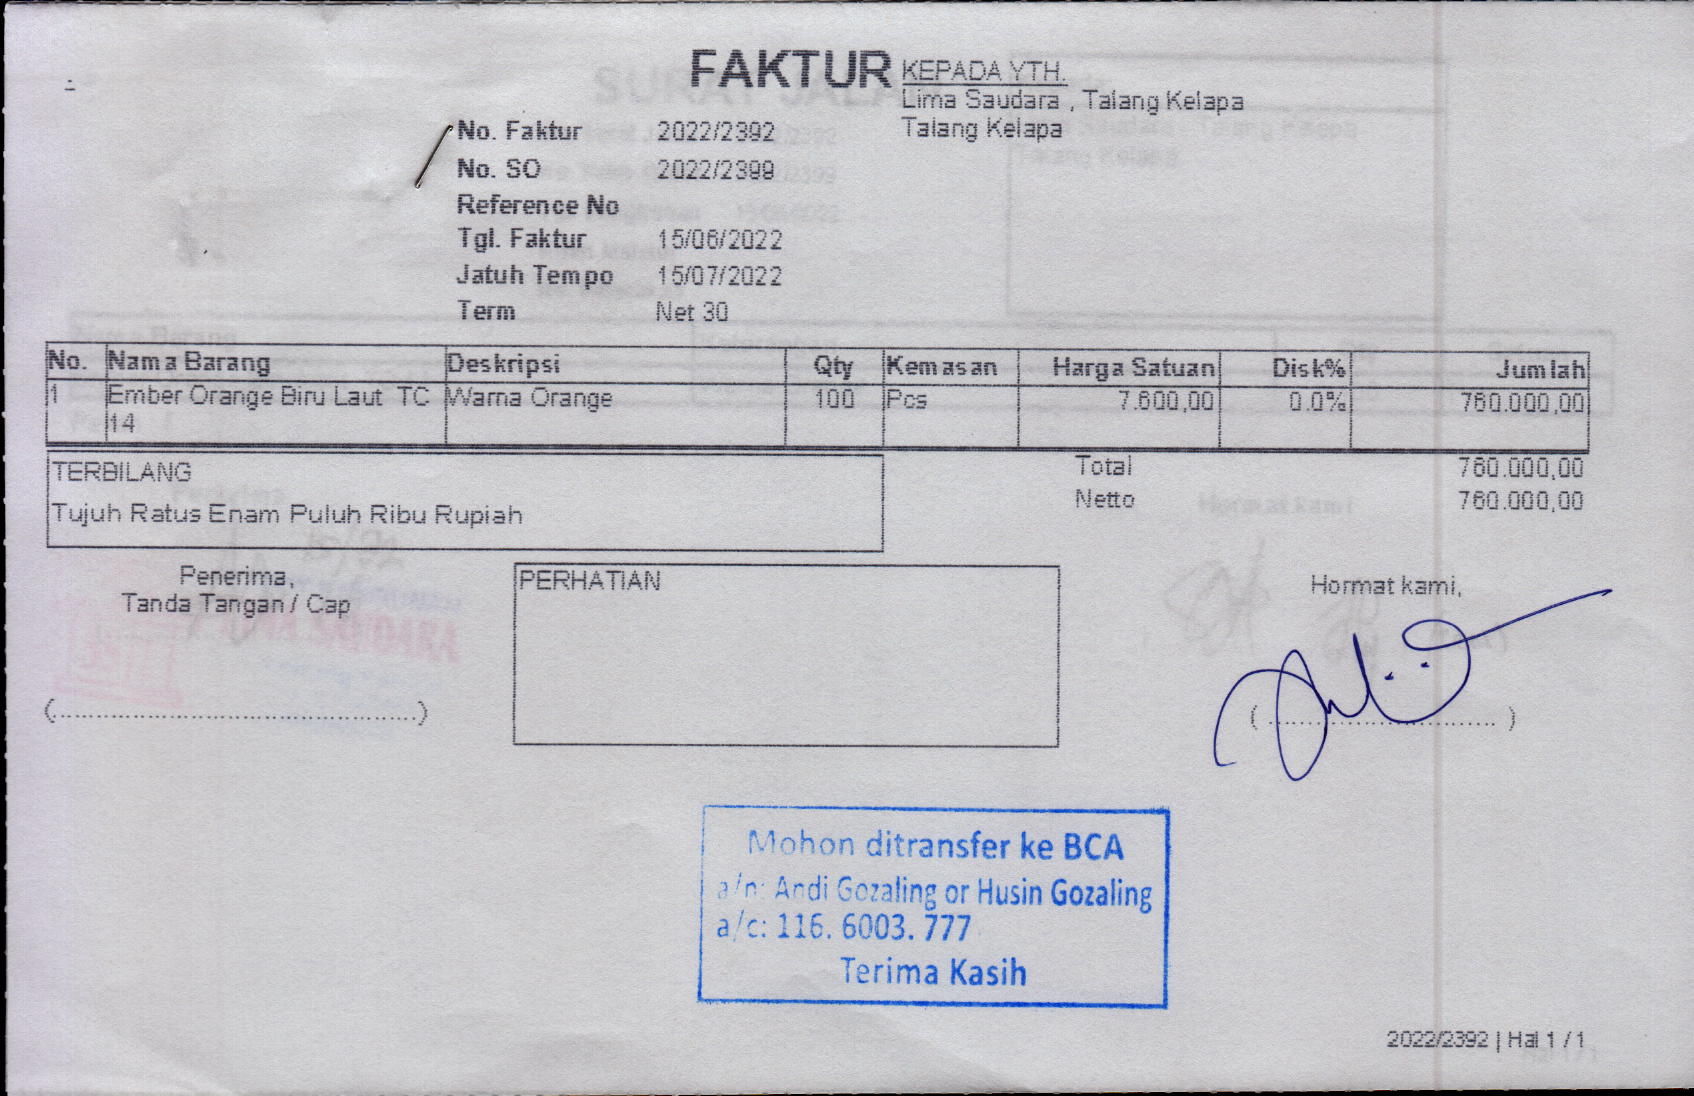 FAKTUR
KEPADA YTH.
Lima Saudara , Talang Kelapa
Talang Kelapa
No. Faktur 2022/2392
No. SO 2022/2399
Reference No
Tgl. Faktur 15/06/2022
Jatuh Tempo 15/07/2022
Term Net 30
No. Nama Barang Deskripsi Qty Kemasan Harga Satuan Disk% Jumlah
1 Ember Orange Biru Laut TC Warna Orange 100 Pcs 7.600,00 0.0% 760.000,00
14
TERBILANG
Tujuh Ratus Enam Puluh Ribu Rupiah
Total 760.000,00
Netto 760.000,00
Penerima,
Tanda Tangan / Cap
(................................................)
PERHATIAN
Hormat kami,
( ................................ )
Mohon ditransfer ke BCA
a/n: Andi Gozaling or Husin Gozaling
a/c: 116. 6003. 777
Terima Kasih
2022/2392 | Hal 1 / 1